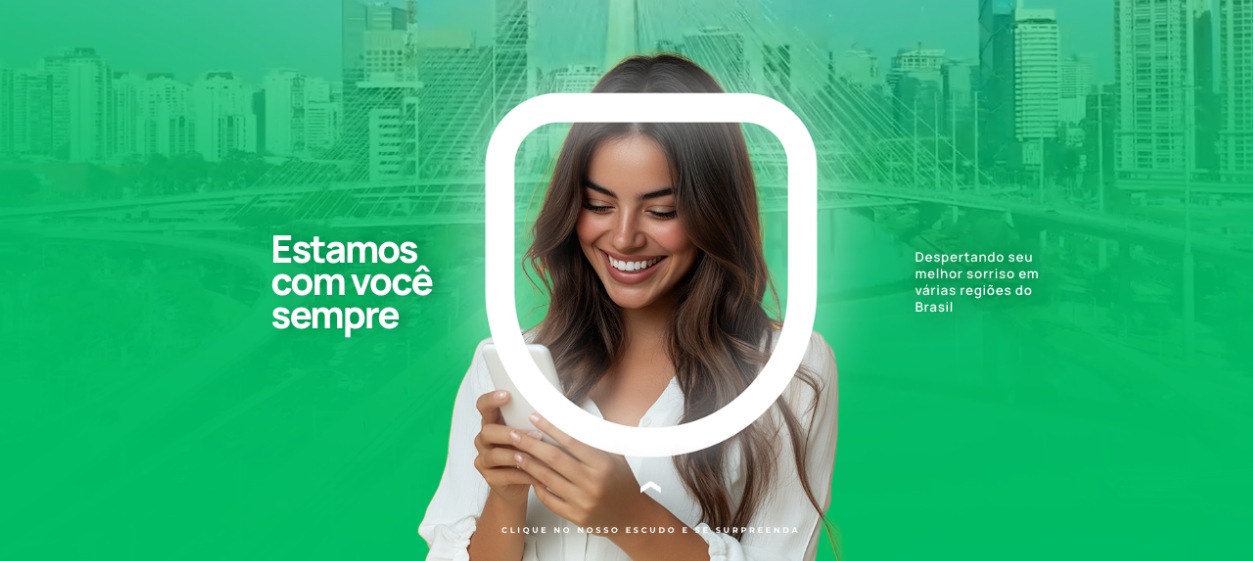 Estamos
com você
sempre
Despertando seu
melhor sorriso em
várias regiões do
Brasil
CLIQUE NO NOSSO ESCUDO E SE SURPREENDA